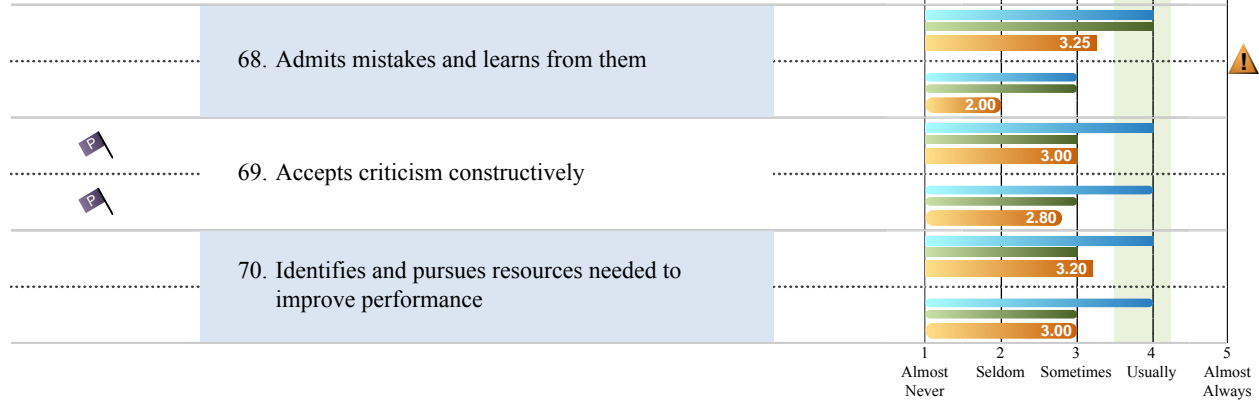 3.25
68. Admits mistakes and learns from them
!
2.00
P
3.00
69. Accepts criticism constructively
P
2.80
3.20
70. Identifies and pursues resources needed to
improve performance
3.00
1 2 3 4 5
Almost Seldom Sometimes Usually Almost
Never Always